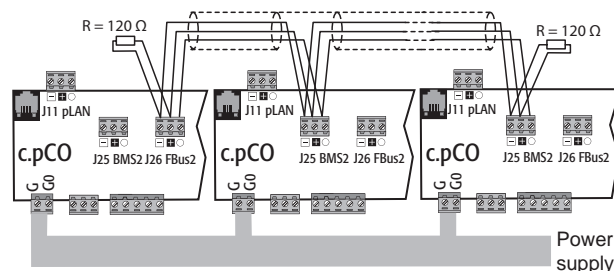 R = 120 Ω
R = 120 Ω
J11 pLAN
J11 pLAN
J11 pLAN
c.pCO
J25 BMS2
J26 FBus2
c.pCO
J25 BMS2
J26 FBus2
c.pCO
J25 BMS2
J26 FBus2
G
G0
G
G0
G
G0
Power
supply